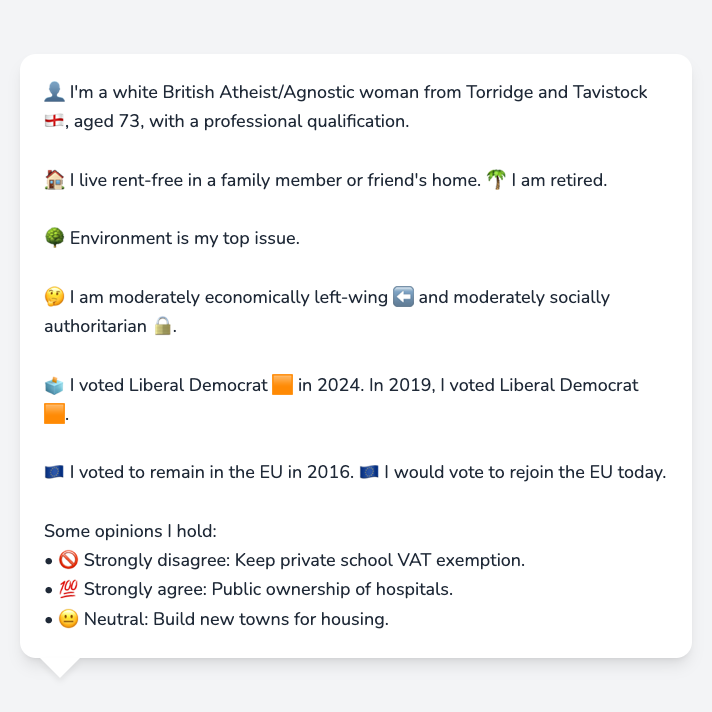 👤 I'm a white British Atheist/Agnostic woman from Torridge and Tavistock
🏴󠁧󠁢󠁥󠁮󠁧󠁿, aged 73, with a professional qualification.
🏠 I live rent-free in a family member or friend's home. 🌴 I am retired.
🌳 Environment is my top issue.
🤔 I am moderately economically left-wing ⬅️ and moderately socially
authoritarian 🔒.
🗳️ I voted Liberal Democrat 🟧 in 2024. In 2019, I voted Liberal Democrat
🟧.
🇪🇺 I voted to remain in the EU in 2016. 🇪🇺 I would vote to rejoin the EU today.
Some opinions I hold:
• 🚫 Strongly disagree: Keep private school VAT exemption.
• 💯 Strongly agree: Public ownership of hospitals.
• 😐 Neutral: Build new towns for housing.